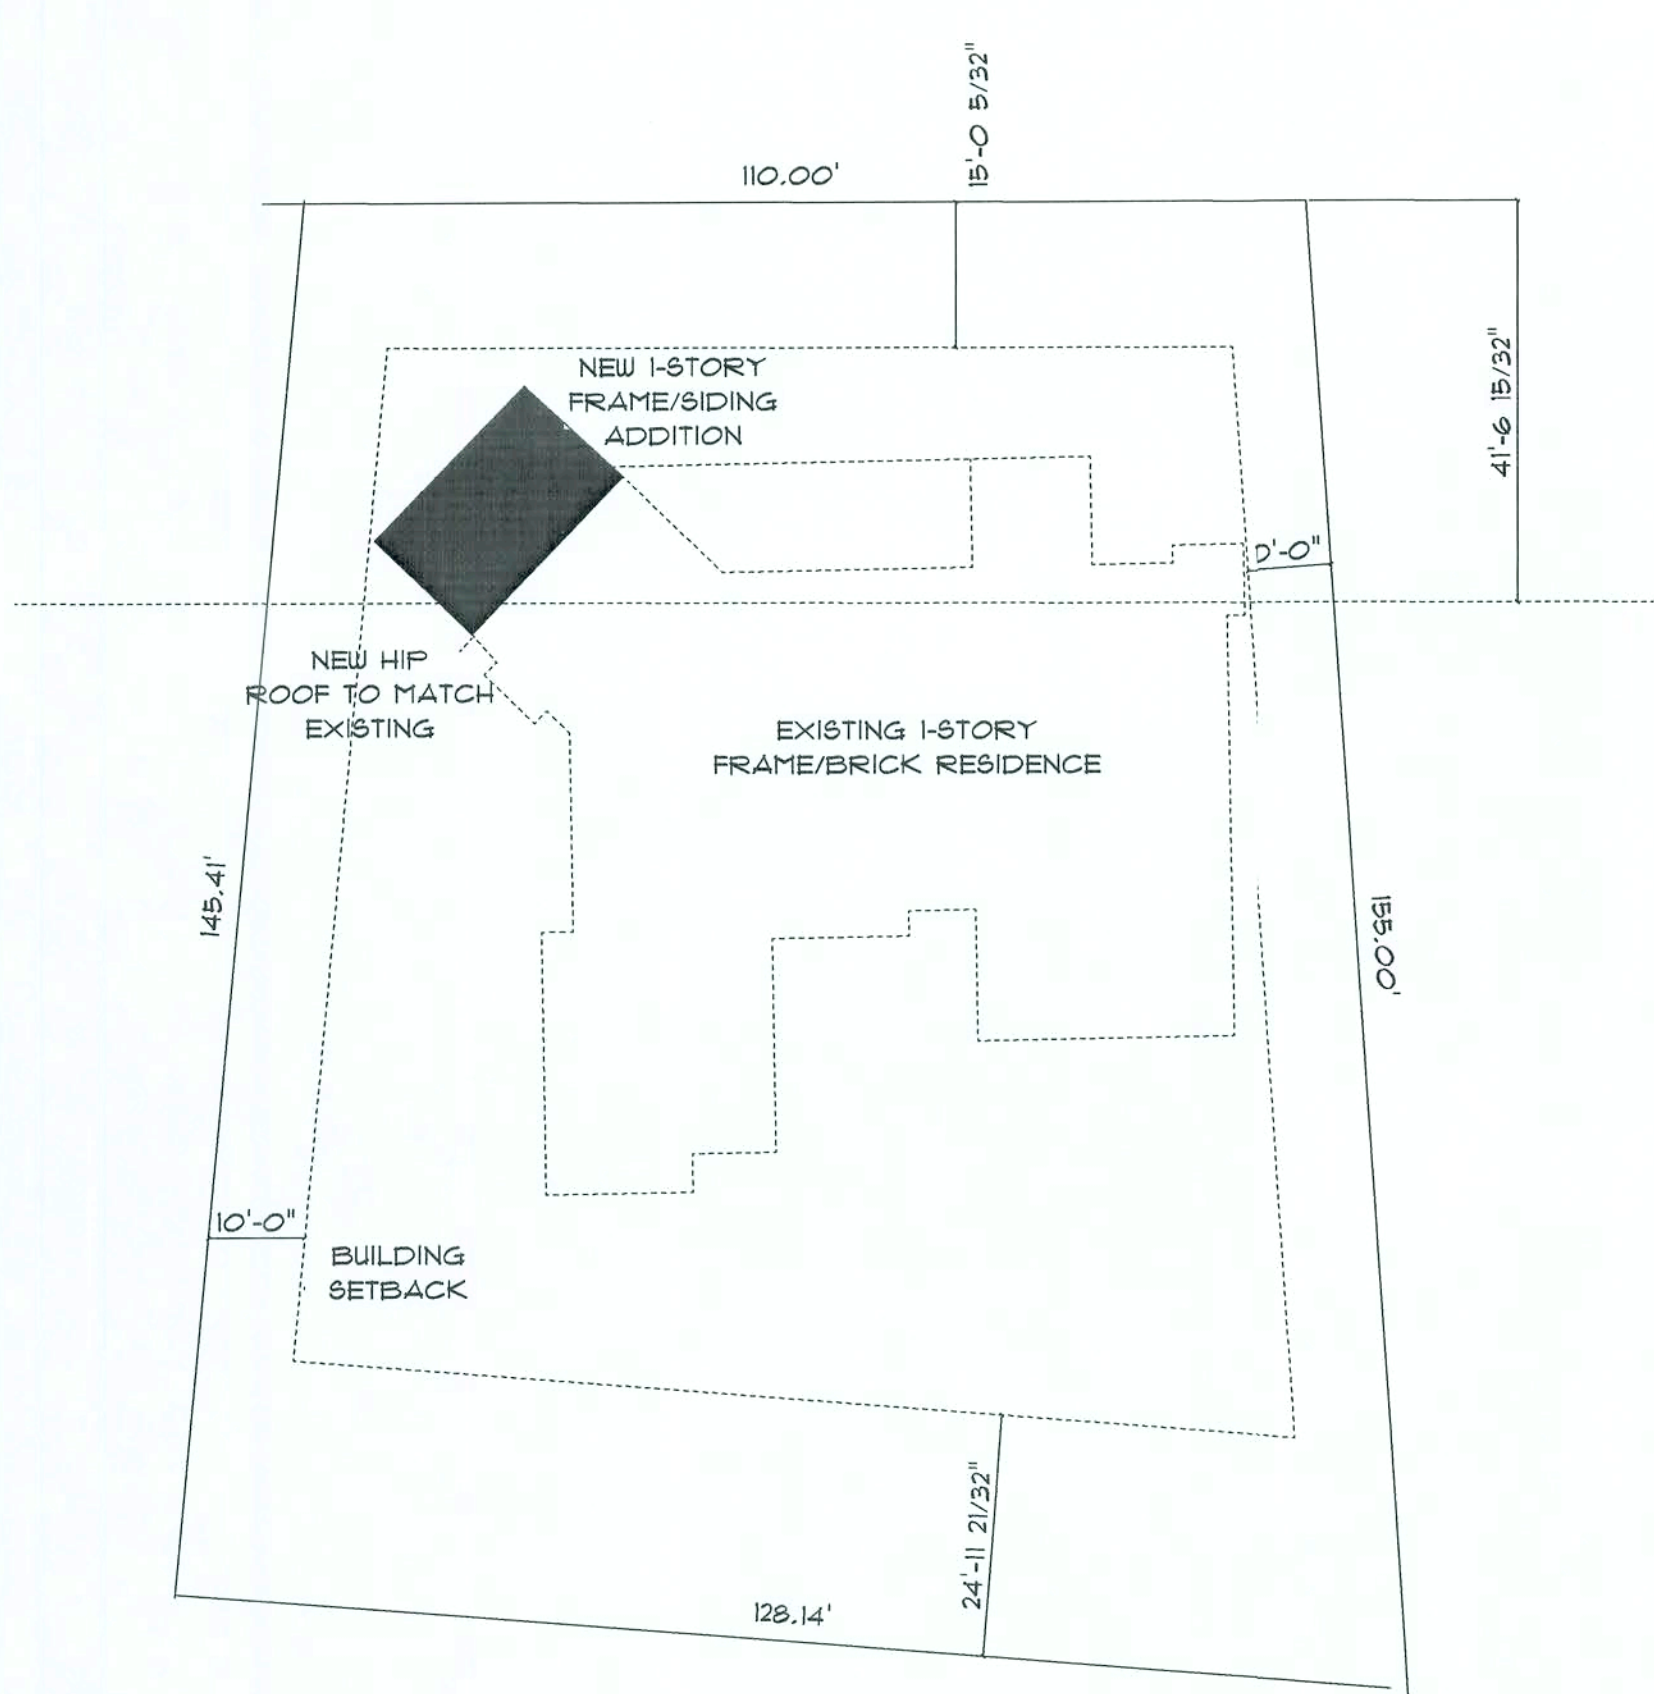 15'-0 5/32"
110.00'
NEW 1-STORY
FRAME/SIDING
ADDITION
41'-6 15/32"
0'-0"
NEW HIP
ROOF TO MATCH
EXISTING
EXISTING 1-STORY
FRAME/BRICK RESIDENCE
145.41'
155.00'
10'-0"
BUILDING
SETBACK
24'-11 21/32"
128.14'